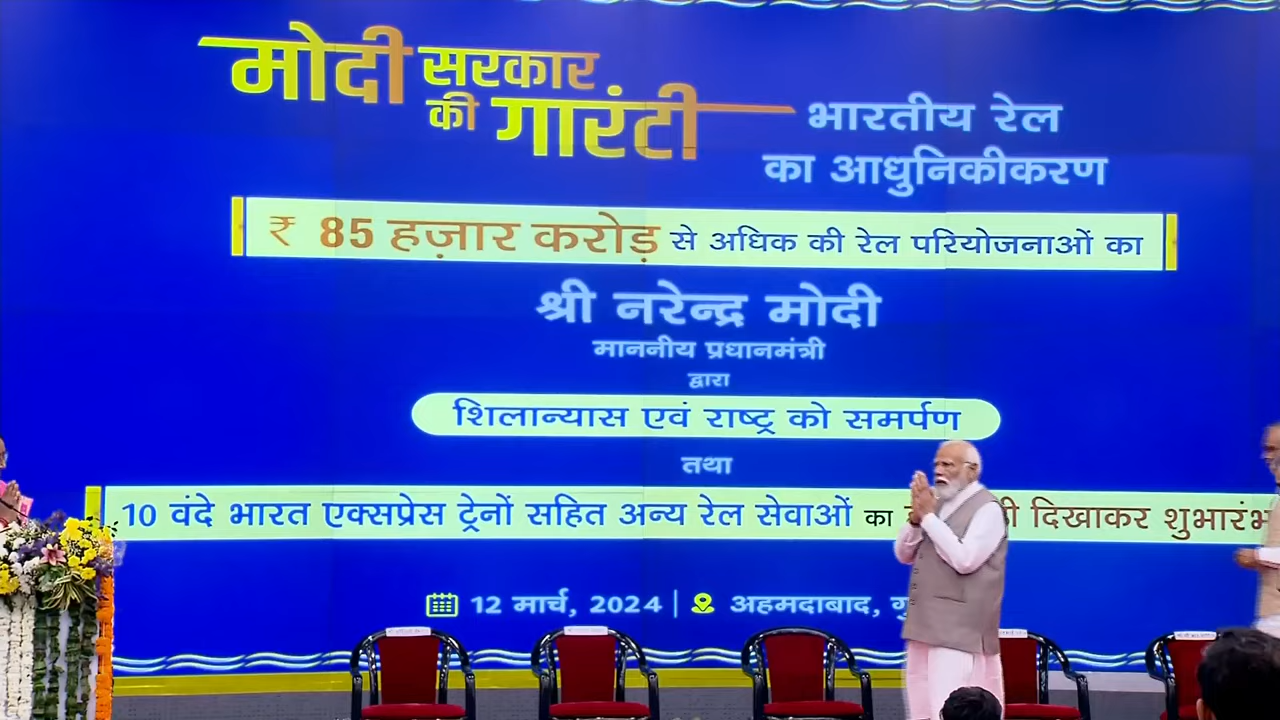 मोदी सरकार
की गारंटी
भारतीय रेल
का आधुनिकीकरण
₹ 85 हज़ार करोड़ से अधिक की रेल परियोजनाओं का
श्री नरेन्द्र मोदी
माननीय प्रधानमंत्री
द्वारा
शिलान्यास एवं राष्ट्र को समर्पण
तथा
10 वंदे भारत एक्सप्रेस ट्रेनों सहित अन्य रेल सेवाओं का दिखाकर शुभारंभ
12 मार्च, 2024 | अहमदाबाद,